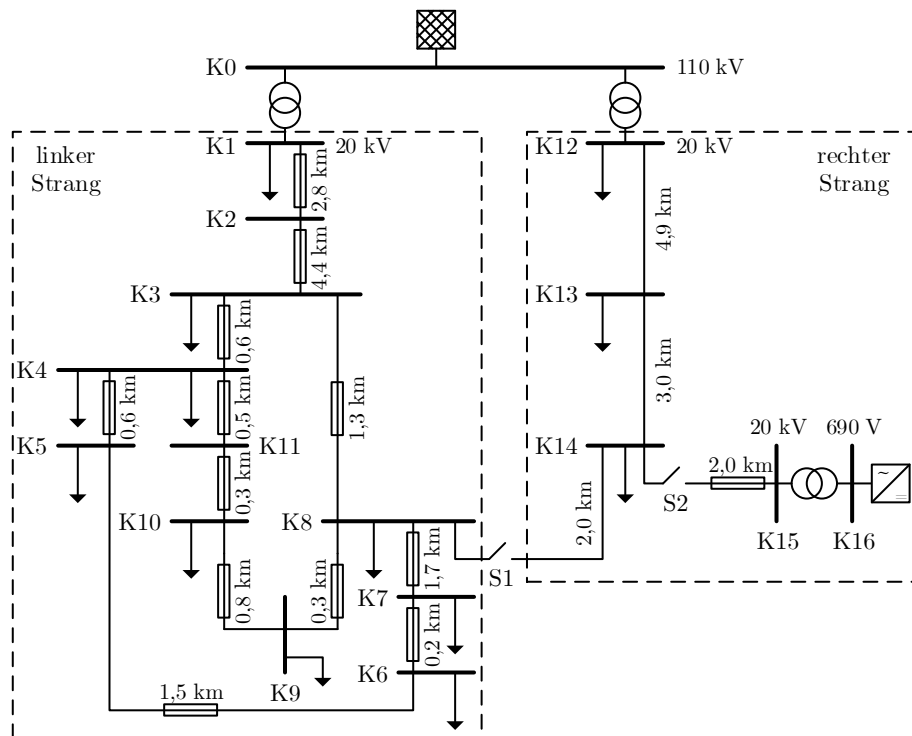 K0
110 kV
K1
20 kV
linker
Strang
2,8 km
K2
4,4 km
K3
0,6 km
K4
0,6 km
0,5 km
1,3 km
K5
K11
0,3 km
K10
K8
0,8 km
0,3 km
1,7 km
K7
0,2 km
K9
K6
1,5 km
S1
K12
20 kV
rechter
Strang
4,9 km
K13
3,0 km
K14
20 kV
690 V
2,0 km
S2
2,0 km
K15
K16
~
=